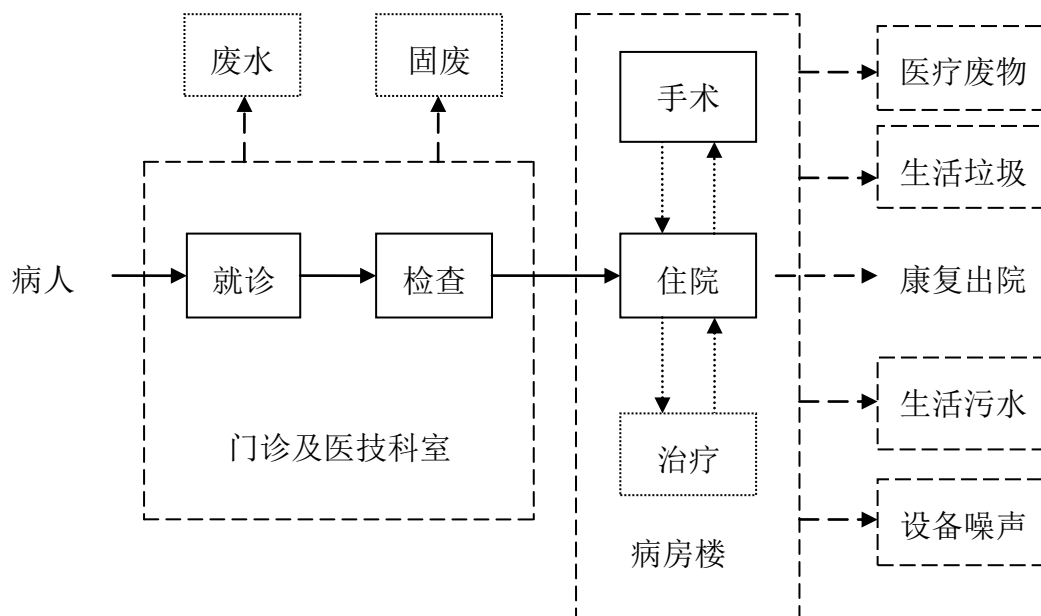 废水
固废
手术
医疗废物
生活垃圾
病人
就诊
检查
住院
康复出院
门诊及医技科室
治疗
生活污水
病房楼
设备噪声